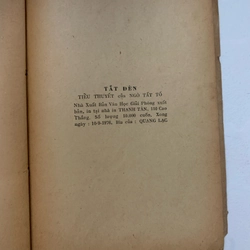 TẮT ĐÈN
TIỂU THUYẾT của NGÔ TẤT TỐ
Nhà Xuất Bản Văn Học Giải Phóng xuất
bản, in tại nhà in THANH TÂN, 186 Cao
Thắng. Số lượng 10.000 cuốn. Xong
ngày : 10-3-1976. Bìa của : QUANG LẠC